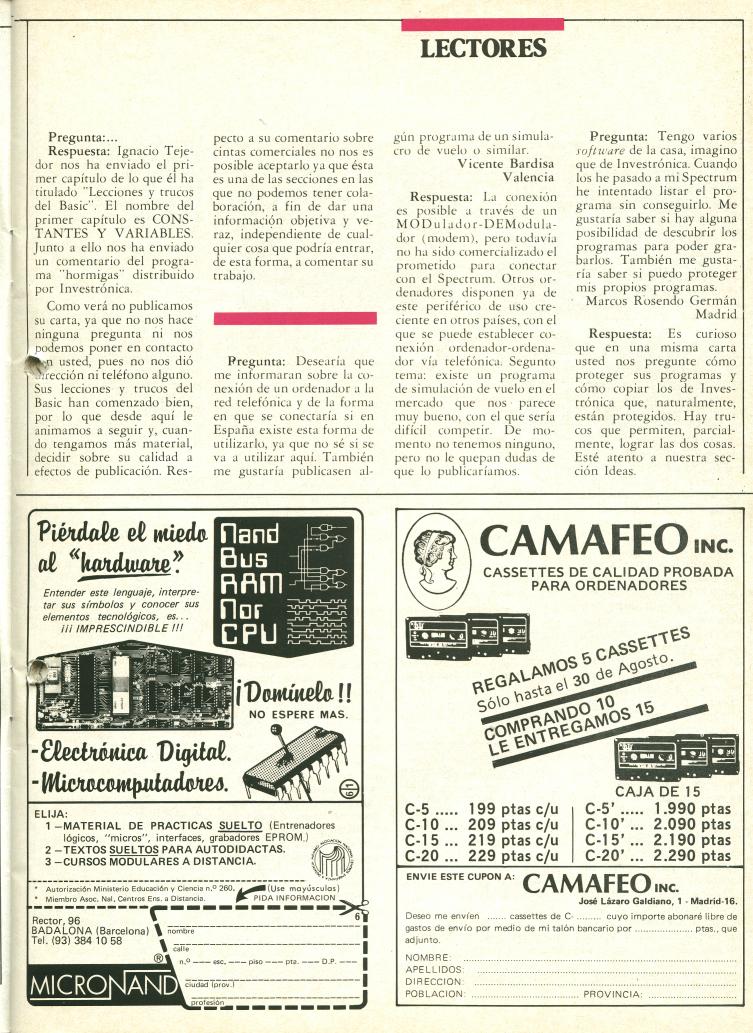 LECTORES
Pregunta:...
Respuesta: Ignacio Teje-
dor nos ha enviado el pri-
mer capítulo de lo que él ha
titulado "Lecciones y trucos
del Basic". El nombre del
primer capítulo es CONS-
TANTES Y VARIABLES.
Junto a ello nos ha enviado
un comentario del progra-
ma "hormigas" distribuido
por Investrónica.
Como verá no publicamos
su carta, ya que no nos hace
ninguna pregunta ni nos
podemos poner en contacto
usted, pues no nos dió
dirección ni teléfono alguno.
Sus lecciones y trucos del
Basic han comenzado bien,
por lo que desde aquí le
animamos a seguir y, cuan-
do tengamos más material,
decidir sobre su calidad a
efectos de publicación. Res-
pecto a su comentario sobre
cintas comerciales no nos es
posible aceptarlo ya que ésta
es una de las secciones en las
que no podemos tener cola-
boración, a fin de dar una
información objetiva y ve-
raz, independiente de cual-
quier cosa que podría entrar,
de esta forma, a comentar su
trabajo.
Pregunta: Desearía que
me informaran sobre la co-
nexión de un ordenador a la
red telefónica y de la forma
en que se conectaría si en
España existe esta forma de
utilizarlo, ya que no sé si se
va a utilizar aquí. También
me gustaría publicasen al-
gún programa de un simula-
cro de vuelo o similar.
Vicente Bardisa
Valencia
Respuesta: La conexión
es posible a través de un
MODulador-DEModula-
dor (modem), pero todavía
no ha sido comercializado el
prometido para conectar
con el Spectrum. Otros or-
denadores disponen ya de
este periférico de uso cre-
ciente en otros países, con el
que se puede establecer co-
nexión ordenador-ordena-
dor vía telefónica. Segunto
tema: existe un programa
de simulación de vuelo en el
mercado que nos parece
muy bueno, con el que sería
difícil competir. De mo-
mento no tenemos ninguno,
pero no le quepan dudas de
que lo publicaríamos.
Pregunta: Tengo varios
software de la casa, imagino
que de Investrónica. Cuando
los he pasado a mi Spectrum
he intentado listar el pro-
grama sin conseguirlo. Me
gustaría saber si hay alguna
posibilidad de descubrir los
programas para poder gra-
barlos. También me gusta-
ría saber si puedo proteger
mis propios programas.
Marcos Rosendo Germán
Madrid
Respuesta: Es curioso
que en una misma carta
usted nos pregunte cómo
proteger sus programas y
cómo copiar los de Inves-
trónica que, naturalmente,
están protegidos. Hay tru-
cos que permiten, parcial-
mente, lograr las dos cosas.
Esté atento a nuestra sec-
ción Ideas.
Piérdale el miedo
al "hardware".
Entender este lenguaje, interpre-
tar sus símbolos y conocer sus
elementos tecnológicos, es...
¡¡¡ IMPRESCINDIBLE !!!
Nand
Bus
RAM
Nor
CPU
¡Domínelo!!
NO ESPERE MAS.
-Electrónica Digital.
-Microcomputadores.
ELIJA:
1 –MATERIAL DE PRACTICAS SUELTO (Entrenadores
lógicos, "micros", interfaces, grabadores EPROM.)
2 –TEXTOS SUELTOS PARA AUTODIDACTAS.
3 –CURSOS MODULARES A DISTANCIA.
* Autorización Ministerio Educación y Ciencia n.º 260.
* Miembro Asoc. Nal, Centros Ens. a Distancia.
(Use mayúsculas)
PIDA INFORMACION
Rector, 96
BADALONA (Barcelona)
Tel. (93) 384 10 58
®
MICRONAND
6
nombre
calle
n.º —— esc, —— piso —— pta. —— D.P. ——
ciudad (prov.)
profesión
CAMAFEO INC.
CASSETTES DE CALIDAD PROBADA
PARA ORDENADORES
REGALAMOS 5 CASSETTES
Sólo hasta el 30 de Agosto.
COMPRANDO 10
LE ENTREGAMOS 15
CAJA DE 15
C-5 ..... 199 ptas c/u
C-10 ... 209 ptas c/u
C-15 ... 219 ptas c/u
C-20 ... 229 ptas c/u
C-5' ..... 1.990 ptas
C-10' ... 2.090 ptas
C-15' ... 2.190 ptas
C-20' ... 2.290 ptas
ENVIE ESTE CUPON A: CAMAFEO INC.
José Lázaro Galdiano, 1 - Madrid-16.
Deseo me envíen ....... cassettes de C- ......... cuyo importe abonaré libre de
gastos de envío por medio de mi talón bancario por ........................ ptas., que
adjunto.
NOMBRE:
APELLIDOS:
DIRECCION:
POBLACION: PROVINCIA: